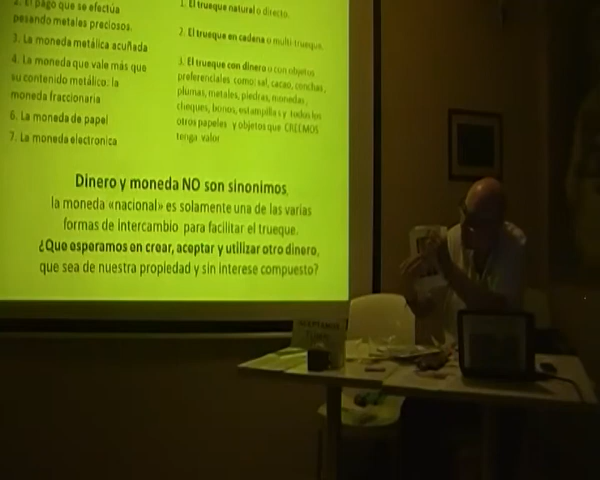 2. El pago que se efectúa
pesando metales preciosos.
3. La moneda metálica acuñada
4. La moneda que vale más que
su contenido metálico: la
moneda fraccionaria
6. La moneda de papel
7. La moneda electronica
1. El trueque natural o directo.
2. El trueque en cadena o multi trueque.
3. El trueque con dinero o con objetos
preferenciales como: sal, cacao, conchas,
plumas, metales, piedras, monedas,
cheques, bonos, estampillas y todos los
otros papeles y objetos que CREEMOS
tenga valor
Dinero y moneda NO son sinonimos,
la moneda «nacional» es solamente una de las varias
formas de intercambio para facilitar el trueque.
¿Que esperamos en crear, aceptar y utilizar otro dinero,
que sea de nuestra propiedad y sin interese compuesto?